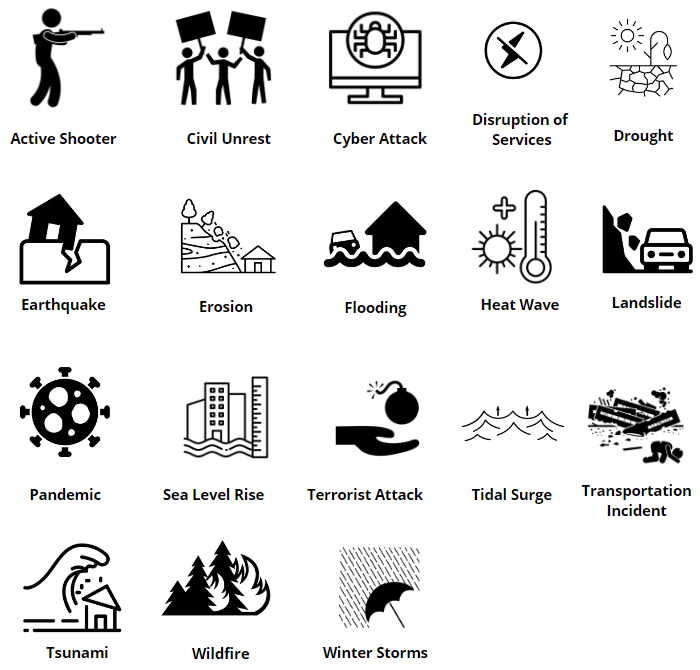 Active Shooter
Civil Unrest
Cyber Attack
Disruption of
Services
Drought
Earthquake
Erosion
Flooding
Heat Wave
Landslide
Pandemic
Sea Level Rise
Terrorist Attack
Tidal Surge
Transportation
Incident
Tsunami
Wildfire
Winter Storms